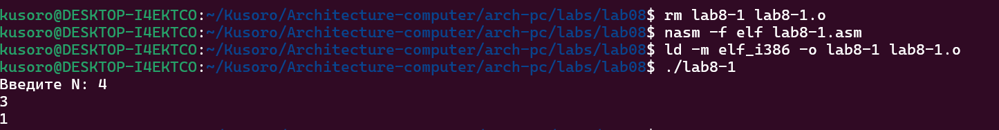 kusoro@DESKTOP-I4EKTCO:~/Kusoro/Architecture-computer/arch-pc/labs/lab08$ rm lab8-1 lab8-1.o
kusoro@DESKTOP-I4EKTCO:~/Kusoro/Architecture-computer/arch-pc/labs/lab08$ nasm -f elf lab8-1.asm
kusoro@DESKTOP-I4EKTCO:~/Kusoro/Architecture-computer/arch-pc/labs/lab08$ ld -m elf_i386 -o lab8-1 lab8-1.o
kusoro@DESKTOP-I4EKTCO:~/Kusoro/Architecture-computer/arch-pc/labs/lab08$ ./lab8-1
Введите N: 4
3
1